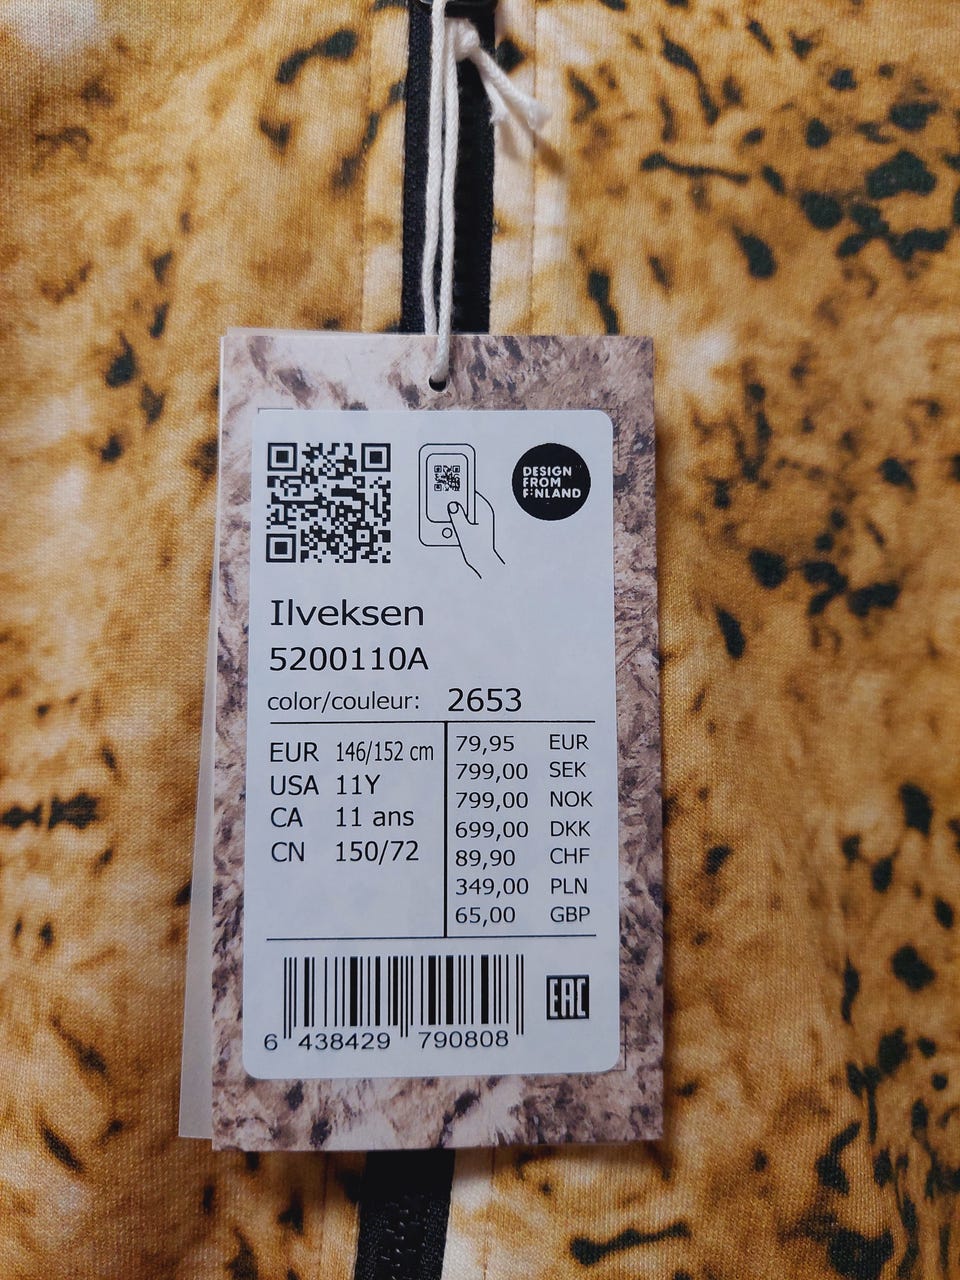 DESIGN
FROM
FINLAND
Ilveksen
5200110A
color/couleur: 2653
EUR 146/152 cm
USA 11Y
CA 11 ans
CN 150/72
79,95 EUR
799,00 SEK
799,00 NOK
699,00 DKK
89,90 CHF
349,00 PLN
65,00 GBP
6 438429 790808
EAC